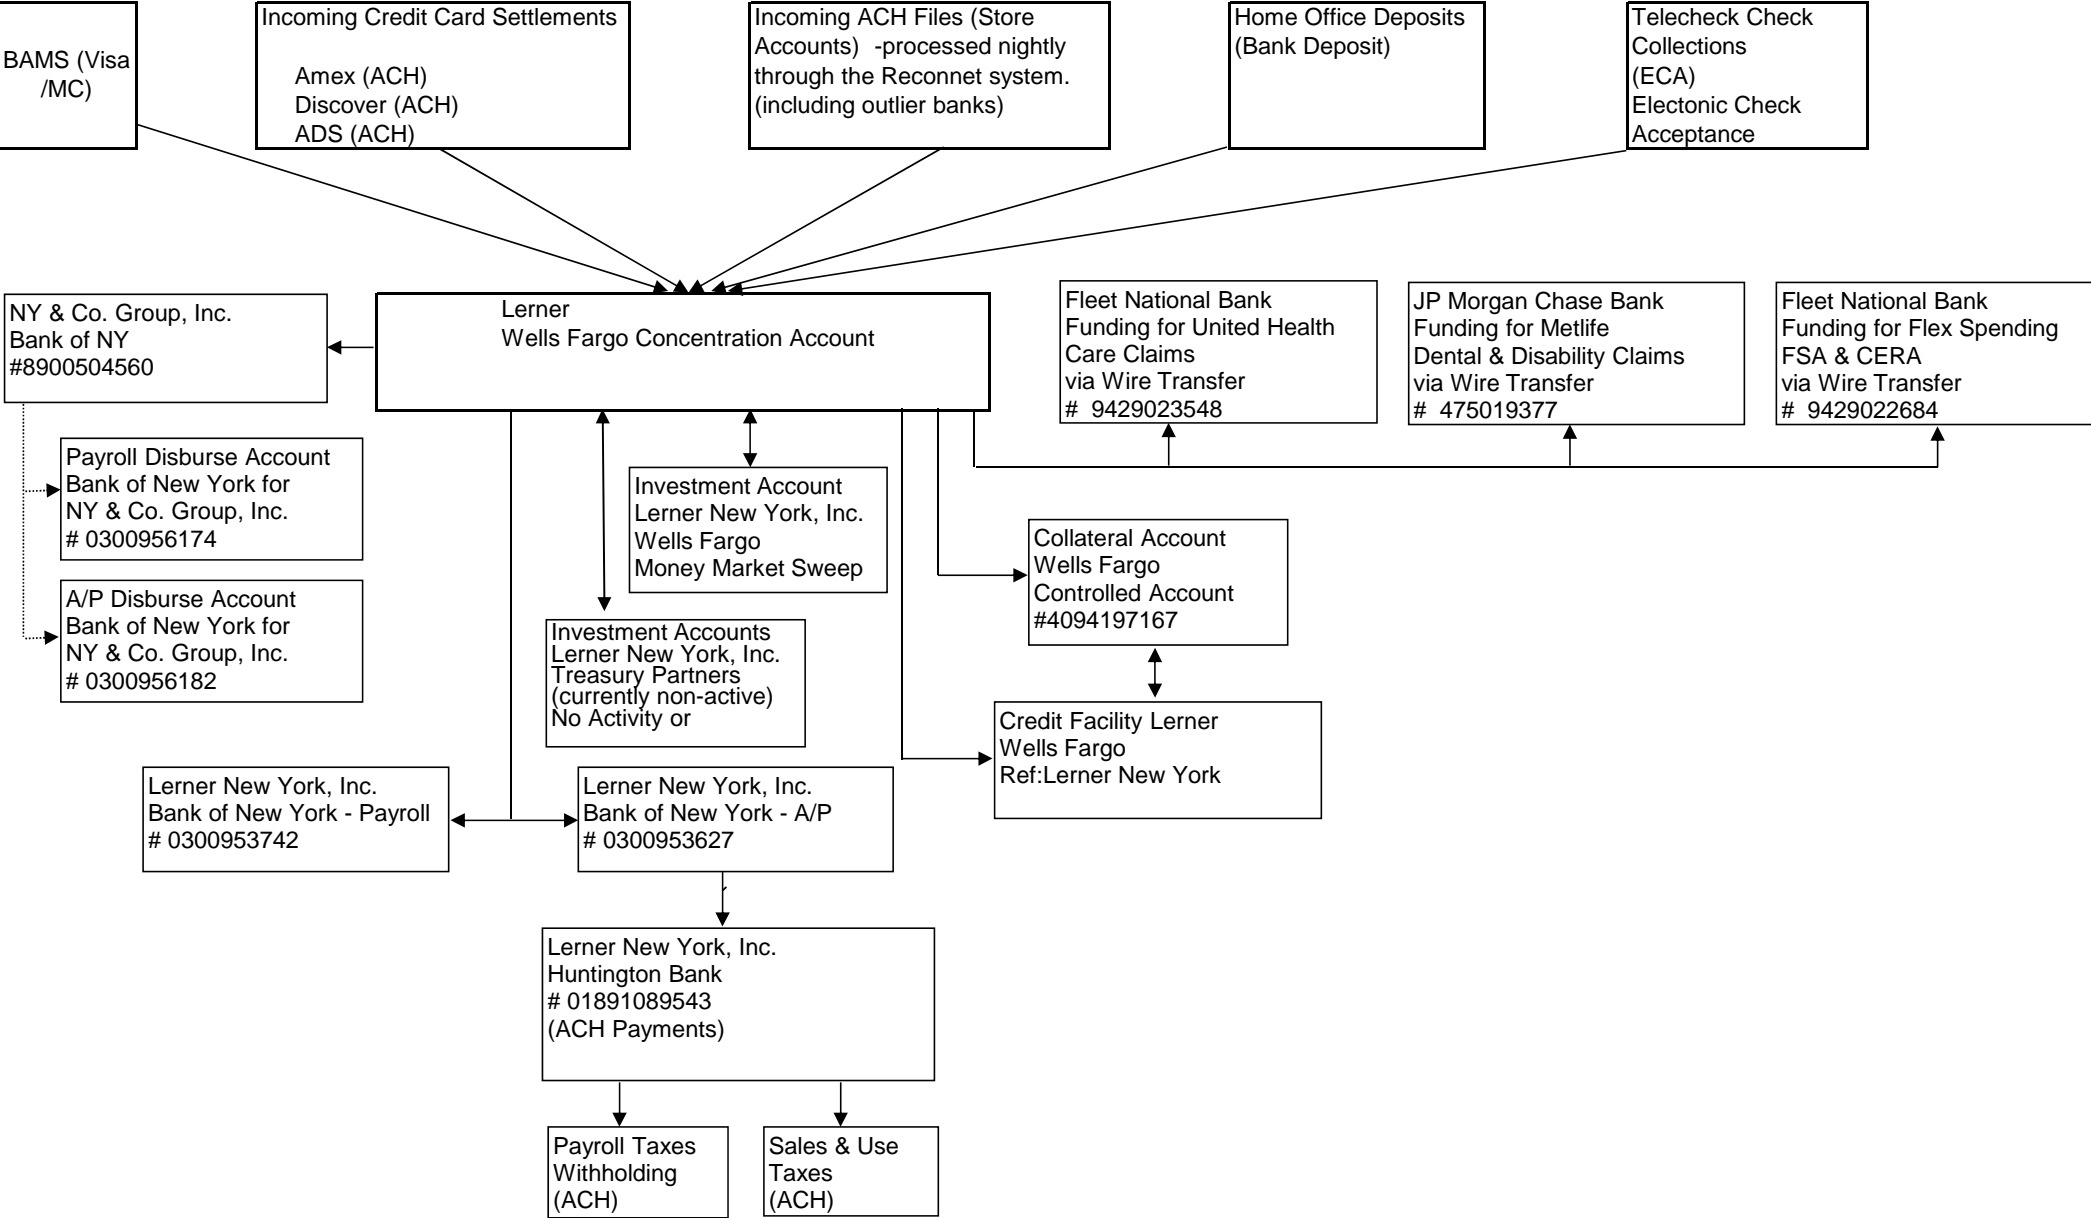 BAMS (Visa
/MC)
Incoming Credit Card Settlements
Amex (ACH)
Discover (ACH)
ADS (ACH)
Incoming ACH Files (Store
Accounts)  -processed nightly
through the Reconnet system.
(including outlier banks)
Home Office Deposits
(Bank Deposit)
Telecheck Check
Collections
(ECA)
Electonic Check
Acceptance
NY & Co. Group, Inc.
Bank of NY
#8900504560
Lerner
Wells Fargo Concentration Account
Fleet National Bank
Funding for United Health
Care Claims
via Wire Transfer
#  9429023548
JP Morgan Chase Bank
Funding for Metlife
Dental & Disability Claims
via Wire Transfer
#  475019377
Fleet National Bank
Funding for Flex Spending
FSA & CERA
via Wire Transfer
#  9429022684
Payroll Disburse Account
Bank of New York for
NY & Co. Group, Inc.
# 0300956174
Investment Account
Lerner New York, Inc.
Wells Fargo
Money Market Sweep
Collateral Account
Wells Fargo
Controlled Account
#4094197167
A/P Disburse Account
Bank of New York for
NY & Co. Group, Inc.
# 0300956182
Investment Accounts
Lerner New York, Inc.
Treasury Partners
(currently non-active)
No Activity or
Credit Facility Lerner
Wells Fargo
Ref:Lerner New York
Lerner New York, Inc.
Bank of New York - Payroll
# 0300953742
Lerner New York, Inc.
Bank of New York - A/P
# 0300953627
Lerner New York, Inc.
Huntington Bank
# 01891089543
(ACH Payments)
Payroll Taxes
Withholding
(ACH)
Sales & Use
Taxes
(ACH)